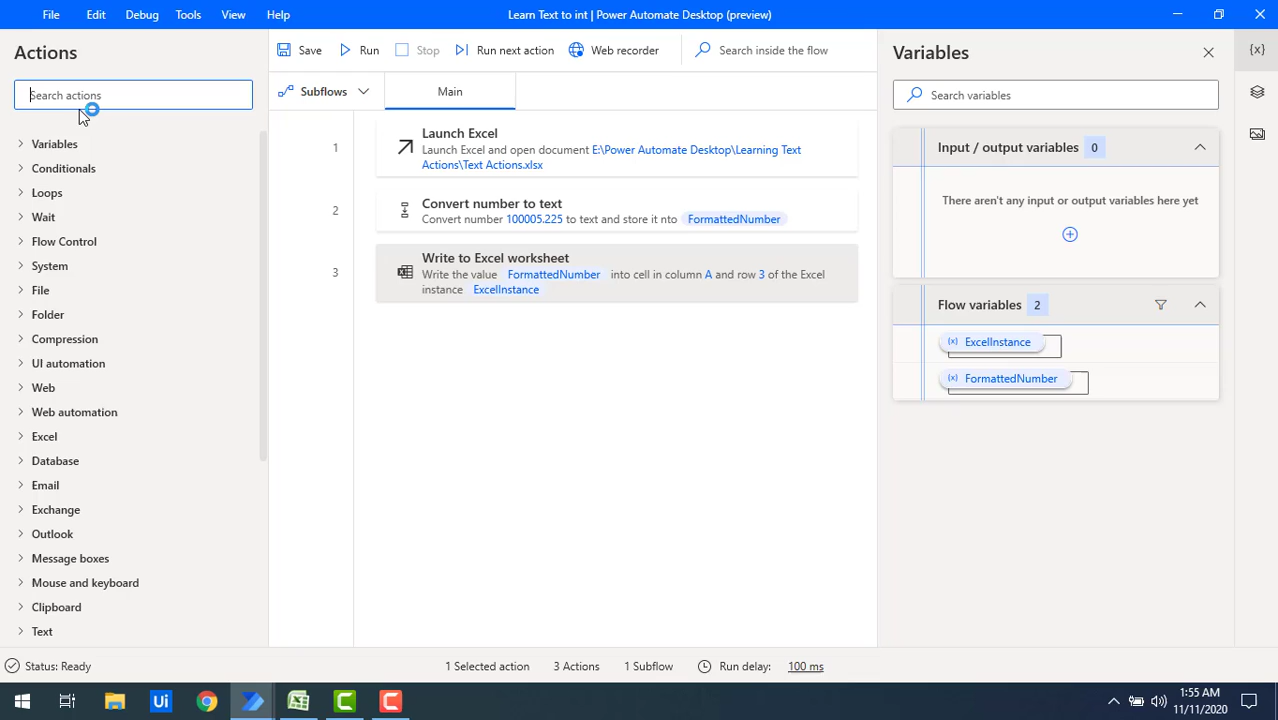 File Edit Debug Tools View Help
Learn Text to int | Power Automate Desktop (preview)
Actions
Search actions
Variables
Conditionals
Loops
Wait
Flow Control
System
File
Folder
Compression
UI automation
Web
Web automation
Excel
Database
Email
Exchange
Outlook
Message boxes
Mouse and keyboard
Clipboard
Text
Save Run Stop Run next action Web recorder Search inside the flow
Subflows Main
1
Launch Excel
Launch Excel and open document E:\Power Automate Desktop\Learning Text
Actions\Text Actions.xlsx
2
Convert number to text
Convert number 100005.225 to text and store it nto FormattedNumber
3
Write to Excel worksheet
Write the value FormattedNumber into cell in column A and row 3 of the Excel
instance ExcelInstance
Variables
{x}
Search variables
Input / output variables 0
There aren't any input or output variables here yet
Flow variables 2
(x) ExcelInstance
(x) FormattedNumber
Status: Ready 1 Selected action 3 Actions 1 Subflow Run delay: 100 ms
Ui
1:55 AM
11/11/2020